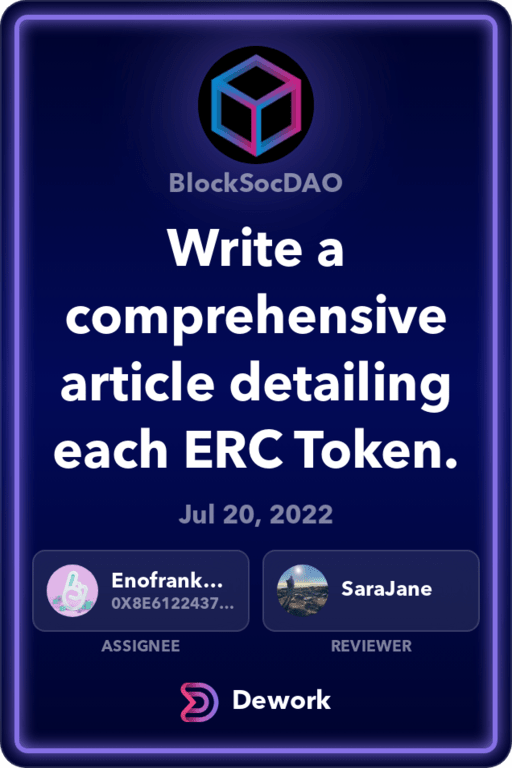 BlockSocDAO
Write a
comprehensive
article detailing
each ERC Token.
Jul 20, 2022
Enofrank...
0X8E6122437...
ASSIGNEE
SaraJane
REVIEWER
Dework